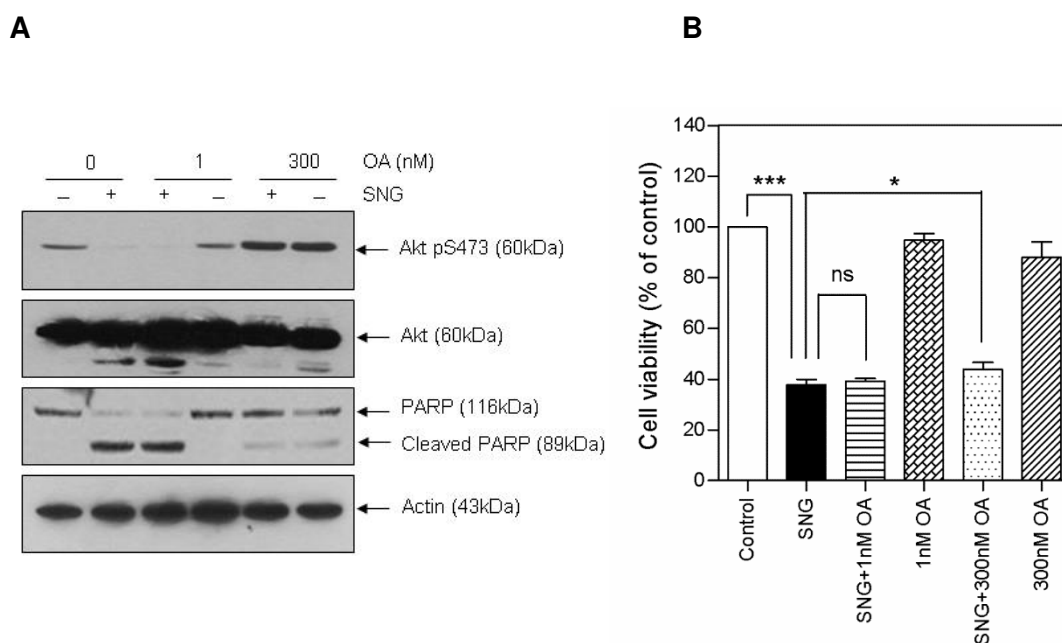 A
B
0 1 300 OA (nM)
– + + – + – SNG
Akt pS473 (60kDa)
Akt (60kDa)
PARP (116kDa)
Cleaved PARP (89kDa)
Actin (43kDa)
Cell viability (% of control)
140
120
100
80
60
40
20
0
***
*
ns
Control
SNG
SNG+1nM OA
1nM OA
SNG+300nM OA
300nM OA